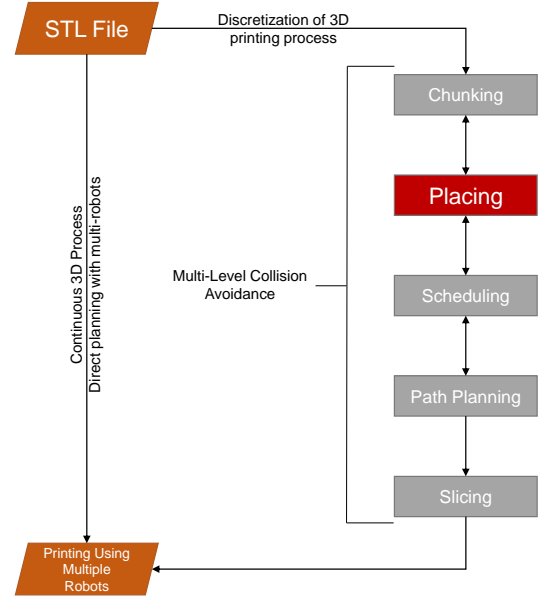 STL File
Discretization of 3D
printing process
Chunking
Placing
Continuous 3D Process
Direct planning with multi-robots
Multi-Level Collision
Avoidance
Scheduling
Path Planning
Slicing
Printing Using
Multiple
Robots